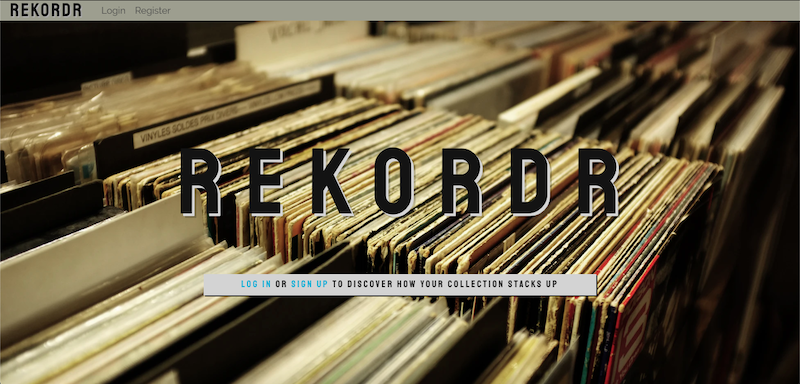 REKORDR Login Register
VINYLES SOLDES PRIX DIVERS
REKORDR
LOG IN OR SIGN UP TO DISCOVER HOW YOUR COLLECTION STACKS UP